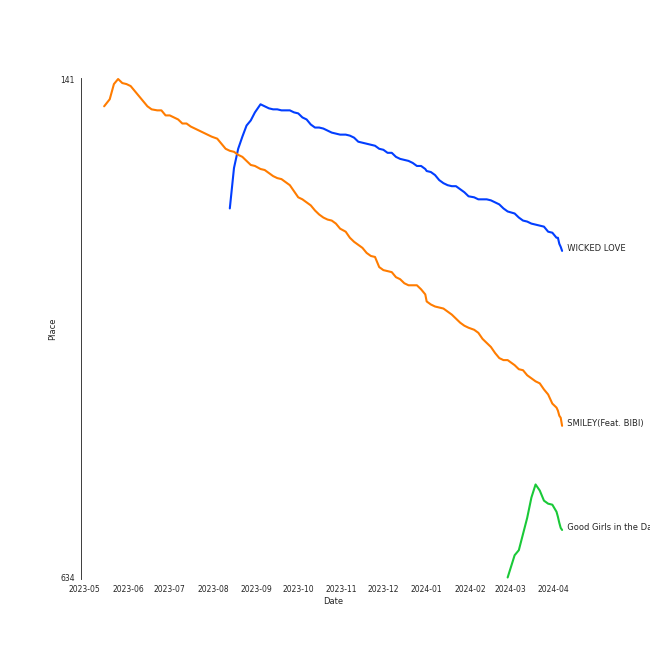 141
WICKED LOVE
Place
SMILEY(Feat. BIBI)
Good Girls in the Da
634
2023-05 2023-06 2023-07 2023-08 2023-09 2023-10 2023-11 2023-12 2024-01 2024-02 2024-03 2024-04
Date